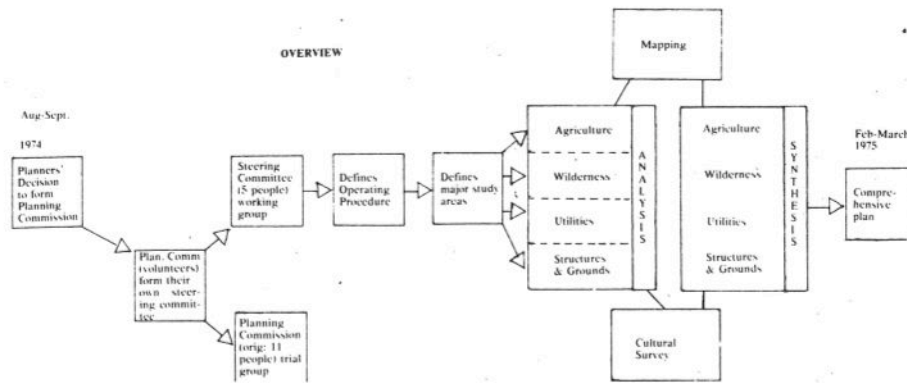 OVERVIEW
Aug-Sept.
1974
Planners'
Decision
to form
Planning
Commission
Plan. Comm
(volunteers)
form their
own steer-
ing commit-
tee
Steering
Committee
(5 people)
working
group
Planning
Commission
(orig: 11
people) trial
group
Defines
Operating
Procedure
Defines
major study
areas
Mapping
Agriculture
Wilderness
Utilities
Structures
& Grounds
ANALYSIS
Cultural
Survey
Agriculture
Wilderness
Utilities
Structures
& Grounds
SYNTHESIS
Feb-March
1975
Compre-
hensive
plan